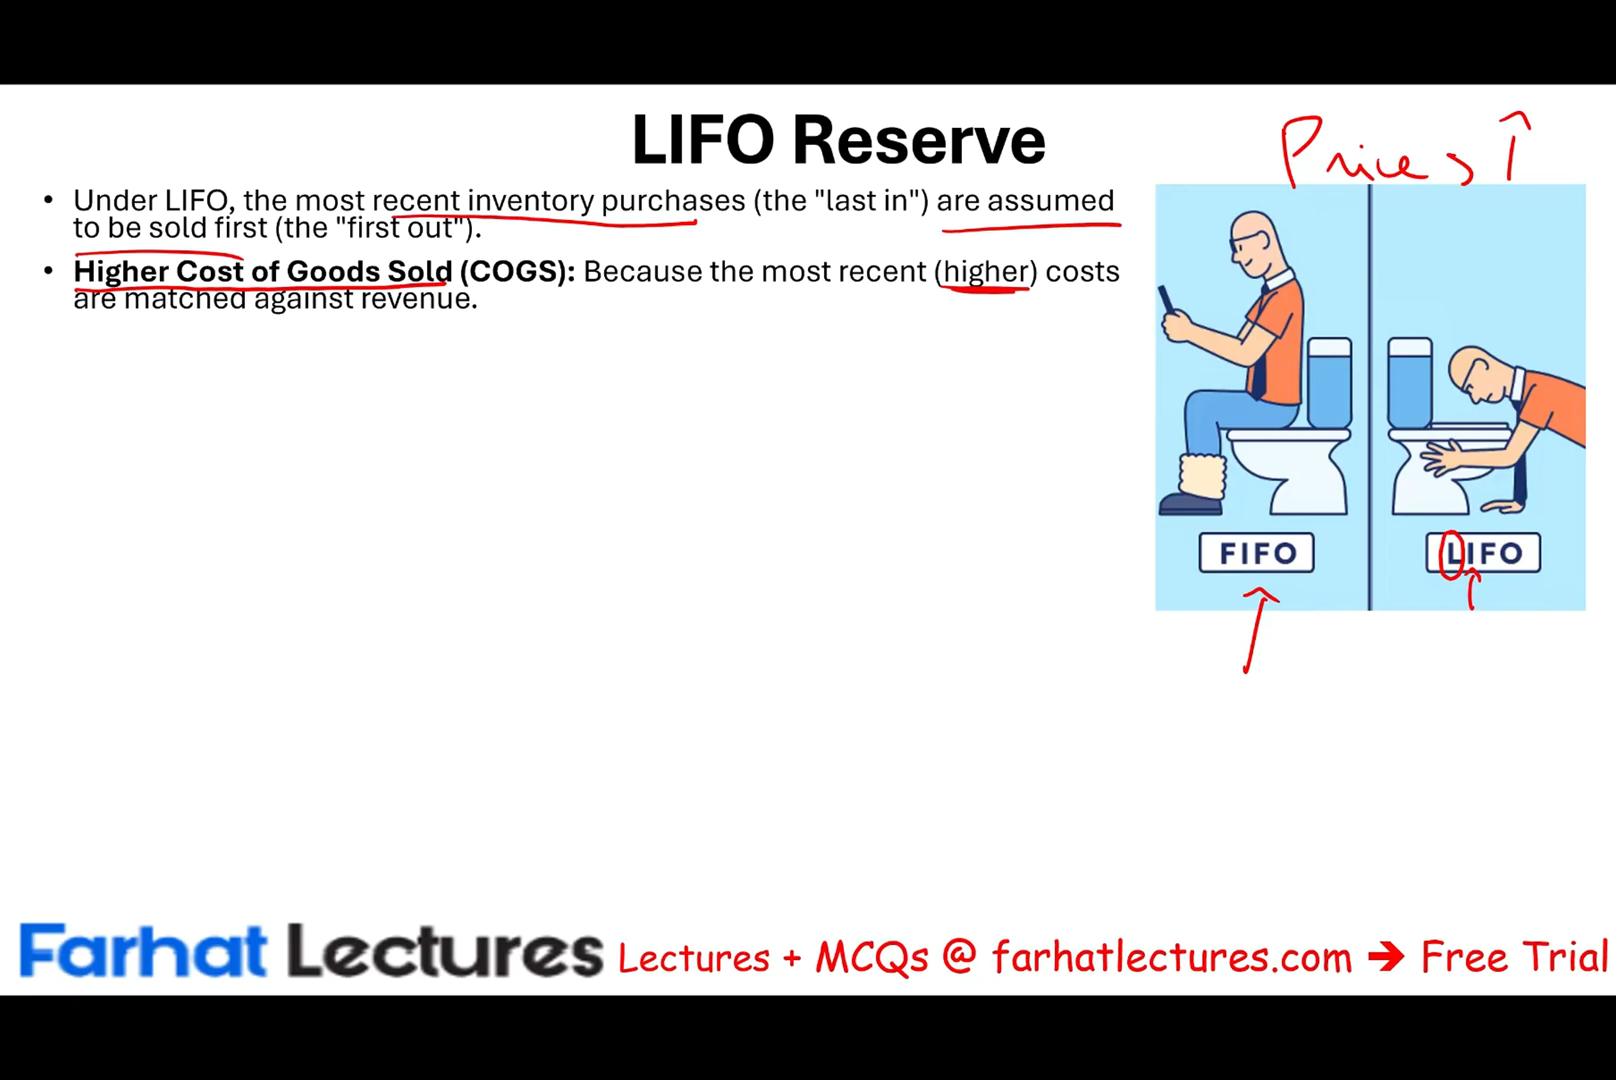 LIFO Reserve
Prices ↑
• Under LIFO, the most recent inventory purchases (the "last in") are assumed
to be sold first (the "first out").
• Higher Cost of Goods Sold (COGS): Because the most recent (higher) costs
are matched against revenue.
FIFO
LIFO
Farhat Lectures Lectures + MCQs @ farhatlectures.com ➔ Free Trial